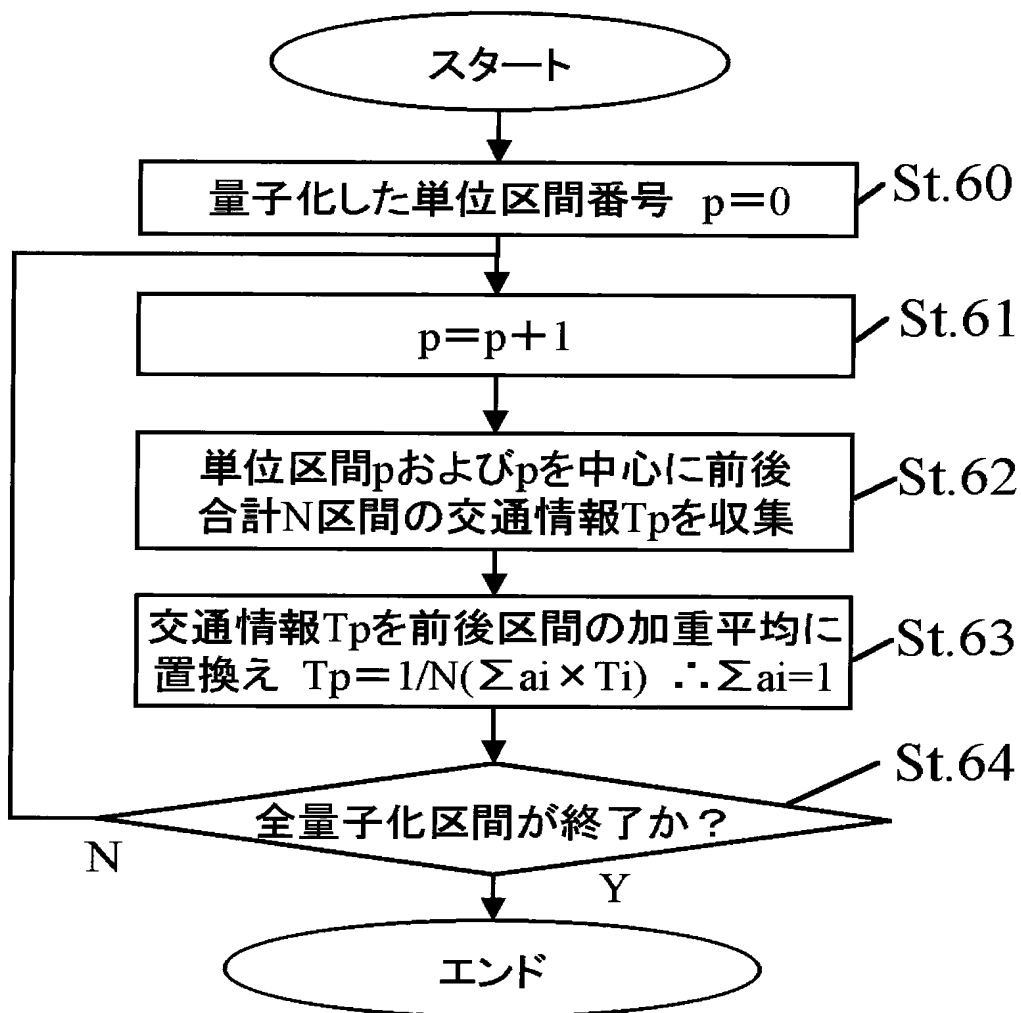 スタート
量子化した単位区間番号 p=0
St.60
p=p+1
St.61
単位区間pおよびpを中心に前後
合計N区間の交通情報Tpを収集
St.62
交通情報Tpを前後区間の加重平均に
置換え Tp=1/N(Σai×Ti) ∴Σai=1
St.63
St.64
全量子化区間が終了か?
N
Y
エンド